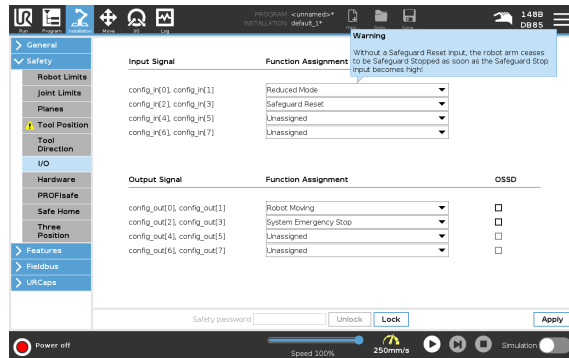 PROGRAM <unnamed>*
INSTALLATION default_1*
148B
DB85
Run Program Installation Move I/O Log
Warning
Without a Safeguard Reset input, the robot arm ceases
to be Safeguard Stopped as soon as the Safeguard Stop
input becomes high!
General
Safety
Robot Limits
Joint Limits
Planes
Tool Position
Tool
Direction
I/O
Hardware
PROFIsafe
Safe Home
Three
Position
Features
Fieldbus
URCaps
Input Signal Function Assignment
config_in[0], config_in[1] Reduced Mode
config_in[2], config_in[3] Safeguard Reset
config_in[4], config_in[5] Unassigned
config_in[6], config_in[7] Unassigned
Output Signal Function Assignment OSSD
config_out[0], config_out[1] Robot Moving
config_out[2], config_out[3] System Emergency Stop
config_out[4], config_out[5] Unassigned
config_out[6], config_out[7] Unassigned
Safety password Unlock Lock Apply
Power off
Speed 100%
250mm/s
Simulation